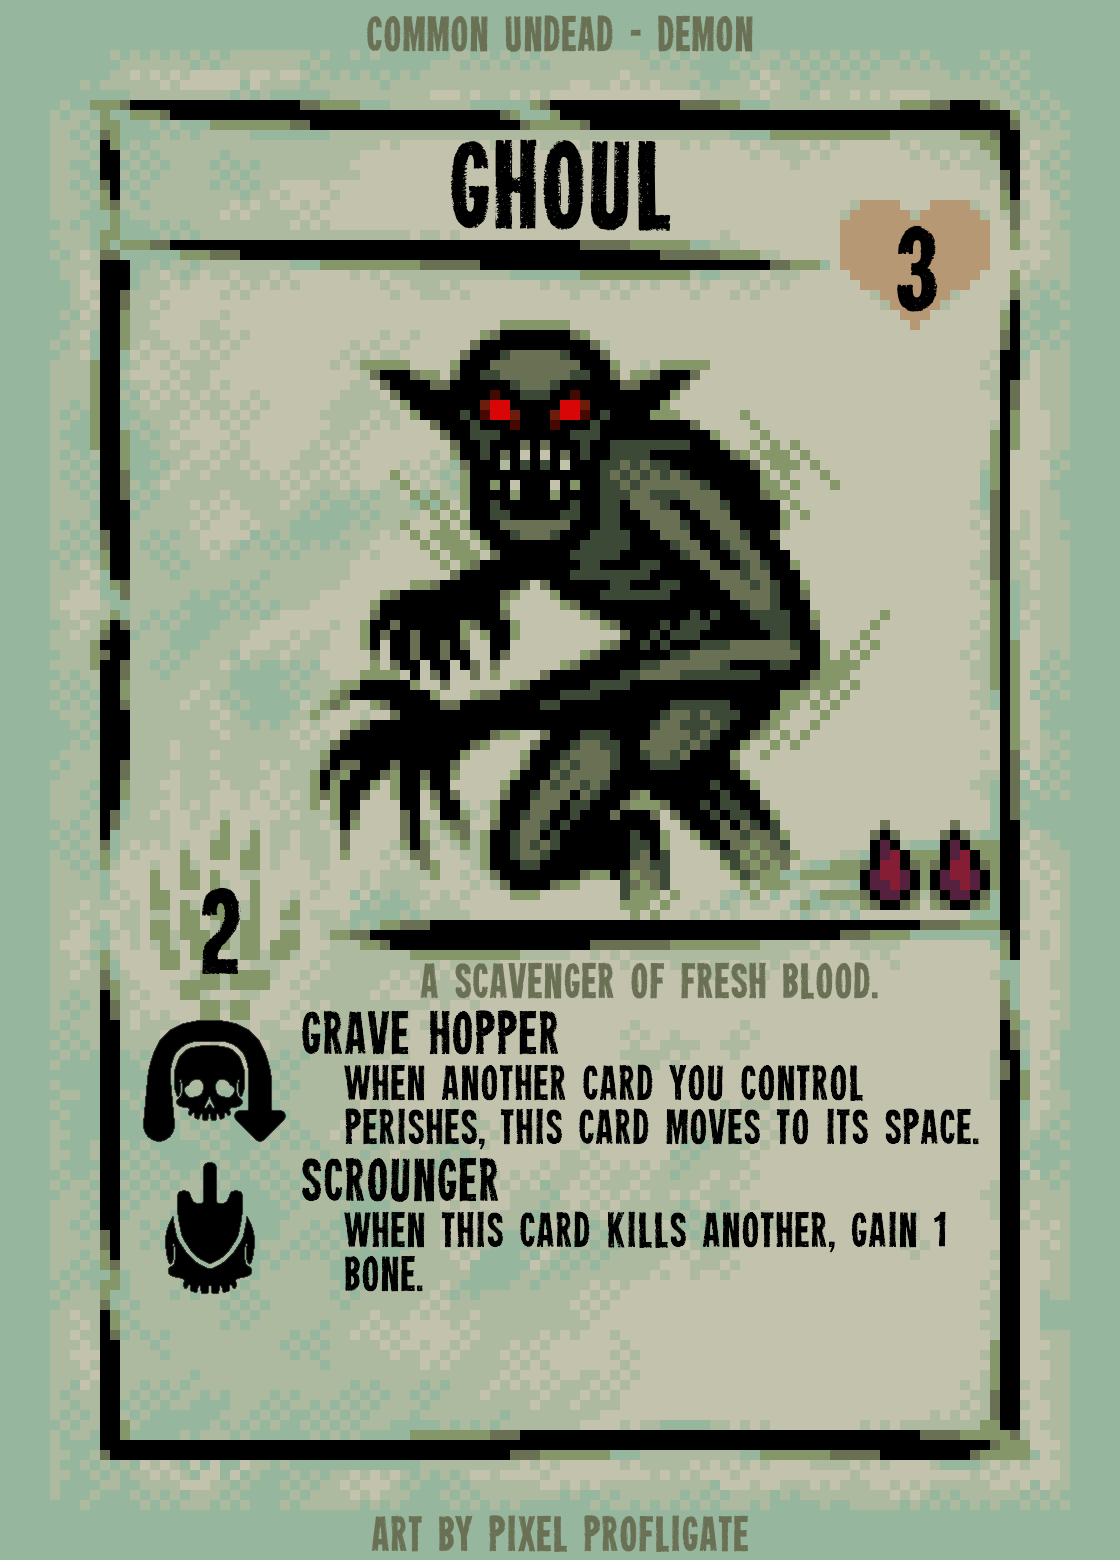 COMMON UNDEAD - DEMON
GHOUL
3
2
A SCAVENGER OF FRESH BLOOD.
GRAVE HOPPER
WHEN ANOTHER CARD YOU CONTROL
PERISHES, THIS CARD MOVES TO ITS SPACE.
SCROUNGER
WHEN THIS CARD KILLS ANOTHER, GAIN 1
BONE.
ART BY PIXEL PROFLIGATE